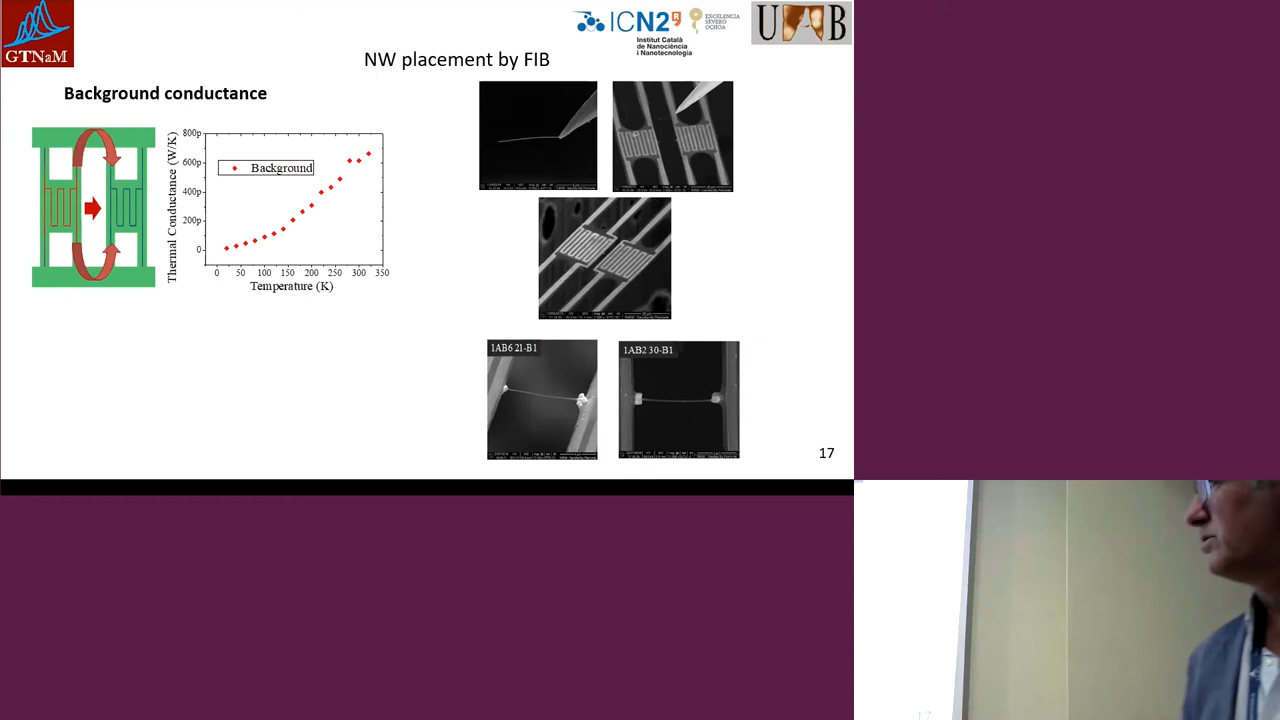 GTNaM
ICN2
EXCELENCIA
SEVERO
OCHOA
Institut Català
de Nanociència
i Nanotecnologia
UAB
NW placement by FIB
Background conductance
Thermal Conductance (W/K)
800p
600p
400p
200p
0
Background
0 50 100 150 200 250 300 350
Temperature (K)
1AB6 21-B1
1AB2 30-B1
17
17